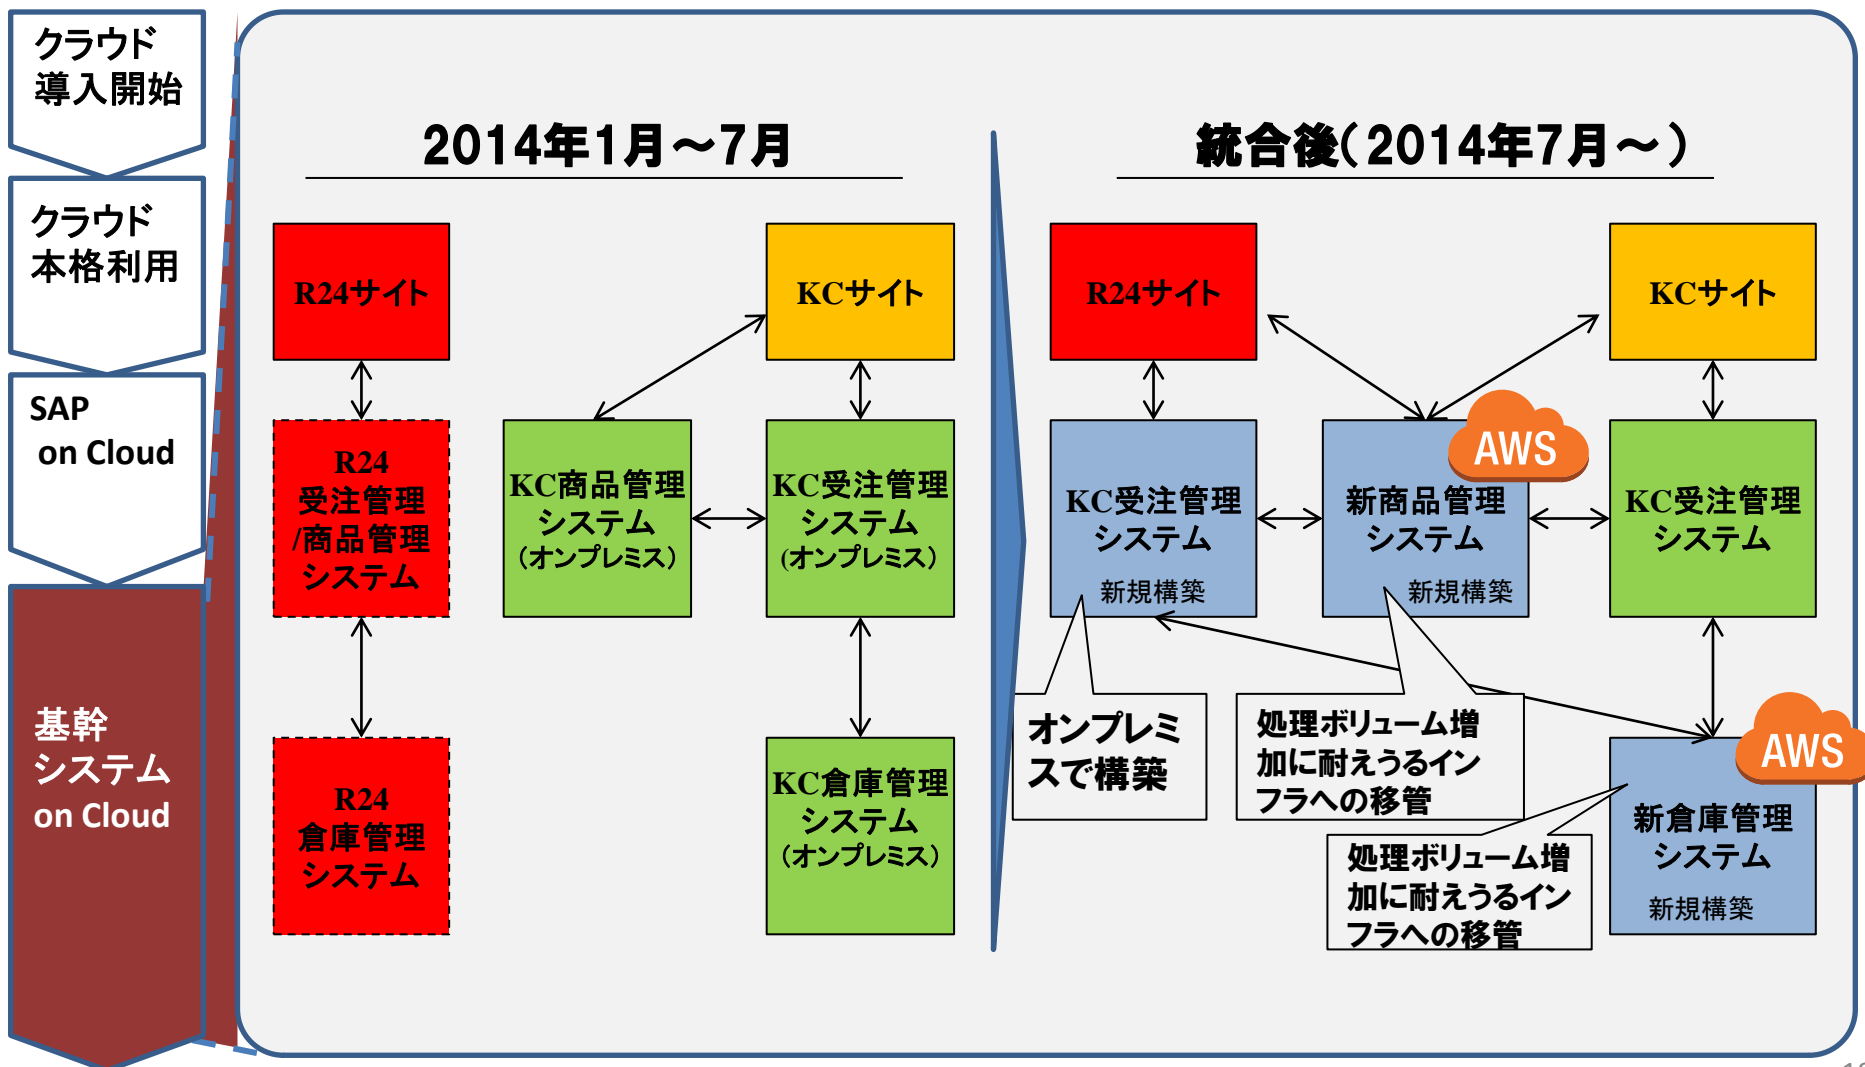 クラウド
導入開始
クラウド
本格利用
SAP
on Cloud
基幹
システム
on Cloud
2014年1月～7月
R24サイト
KCサイト
R24
受注管理
/商品管理
システム
KC商品管理
システム
（オンプレミス）
KC受注管理
システム
（オンプレミス）
R24
倉庫管理
システム
KC倉庫管理
システム
（オンプレミス）
統合後（2014年7月～）
R24サイト
KCサイト
KC受注管理
システム
新規構築
AWS
新商品管理
システム
新規構築
KC受注管理
システム
オンプレミ
スで構築
処理ボリューム増
加に耐えうるイン
フラへの移管
処理ボリューム増
加に耐えうるイン
フラへの移管
AWS
新倉庫管理
システム
新規構築